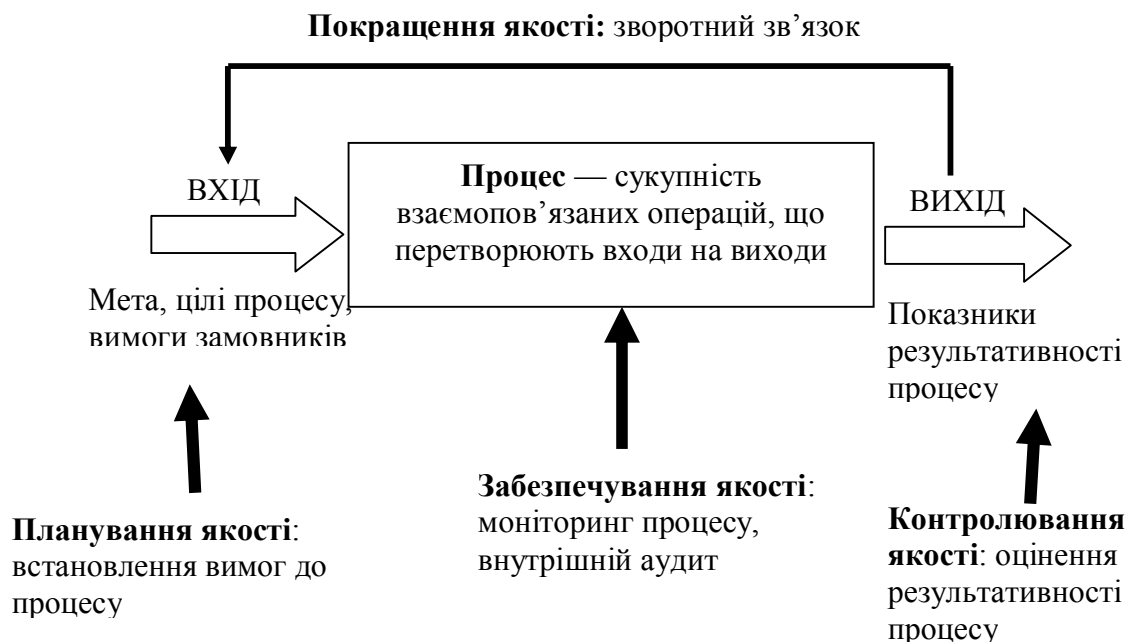 Покращення якості: зворотний зв’язок
ВХІД
Процес — сукупність
взаємопов’язаних операцій, що
перетворюють входи на виходи
ВИХІД
Мета, цілі процесу,
вимоги замовників
Показники
результативності
процесу
Планування якості:
встановлення вимог до
процесу
Забезпечування якості:
моніторинг процесу,
внутрішній аудит
Контролювання
якості: оцінення
результативності
процесу